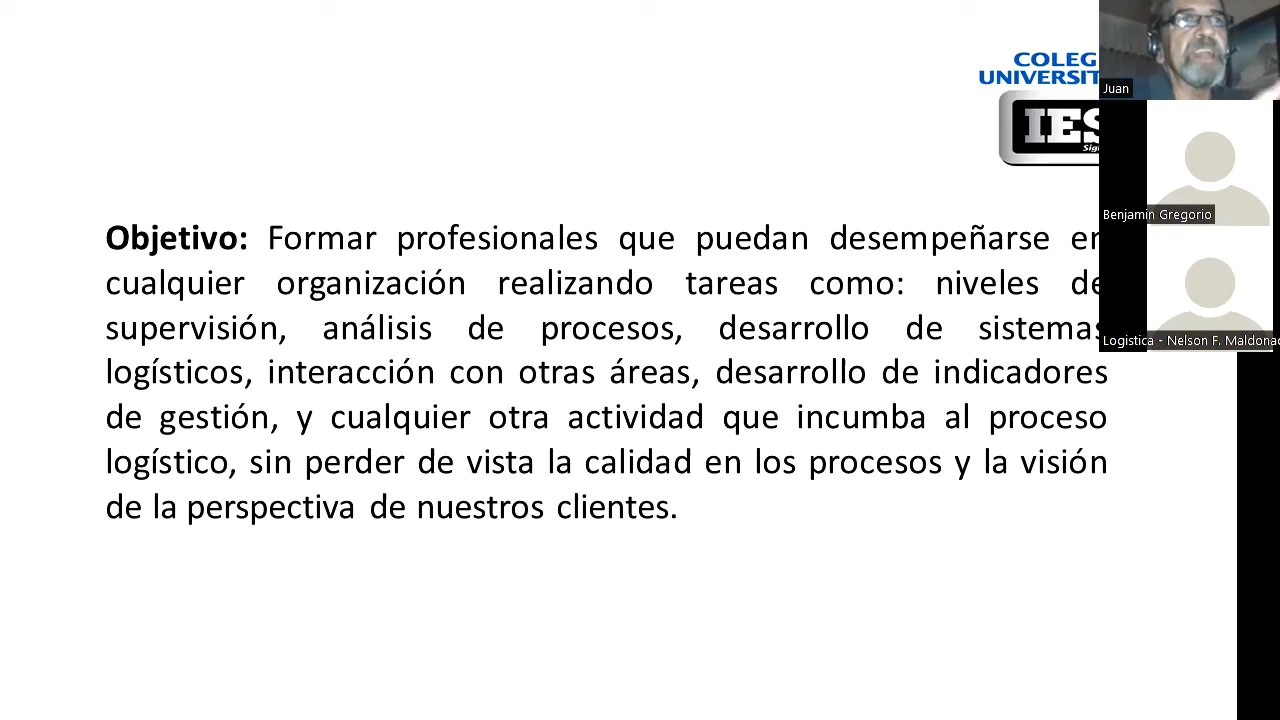 COLEG
UNIVERSIT
IES
Sig
Juan
Benjamin Gregorio
Logistica - Nelson F. Maldonad
Objetivo: Formar profesionales que puedan desempeñarse en
cualquier organización realizando tareas como: niveles de
supervisión, análisis de procesos, desarrollo de sistemas
logísticos, interacción con otras áreas, desarrollo de indicadores
de gestión, y cualquier otra actividad que incumba al proceso
logístico, sin perder de vista la calidad en los procesos y la visión
de la perspectiva de nuestros clientes.